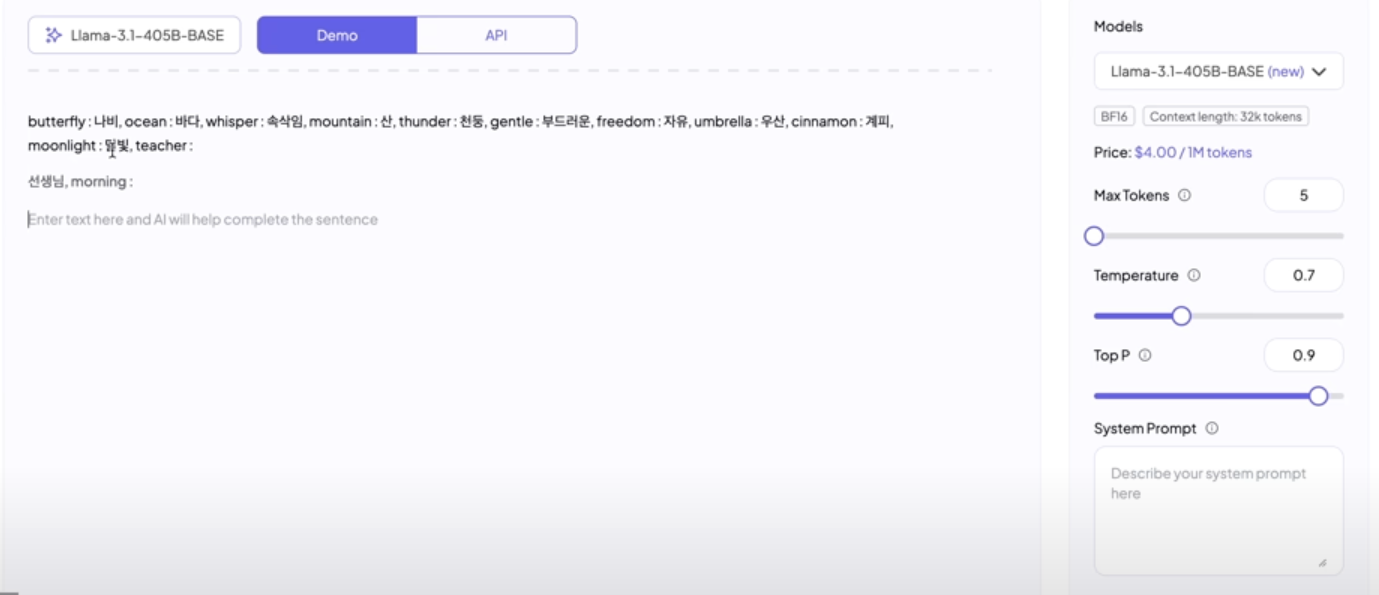 Llama-3.1-405B-BASE
Demo
API
butterfly : 나비, ocean : 바다, whisper : 속삭임, mountain : 산, thunder : 천둥, gentle : 부드러운, freedom : 자유, umbrella : 우산, cinnamon : 계피,
moonlight : 달빛, teacher :
선생님, morning :
Enter text here and AI will help complete the sentence
Models
Llama-3.1-405B-BASE (new)
BF16 Context length: 32k tokens
Price: $4.00 / 1M tokens
Max Tokens 5
Temperature 0.7
Top P 0.9
System Prompt
Describe your system prompt
here